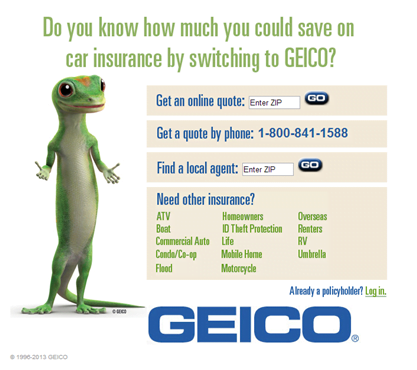 Do you know how much you could save on
car insurance by switching to GEICO?
Get an online quote: Enter ZIP GO
Get a quote by phone: 1-800-841-1588
Find a local agent: Enter ZIP GO
Need other insurance?
ATV Homeowners Overseas
Boat ID Theft Protection Renters
Commercial Auto Life RV
Condo/Co-op Mobile Home Umbrella
Flood Motorcycle
© GEICO
Already a policyholder? Log in.
GEICO®
© 1996-2013 GEICO